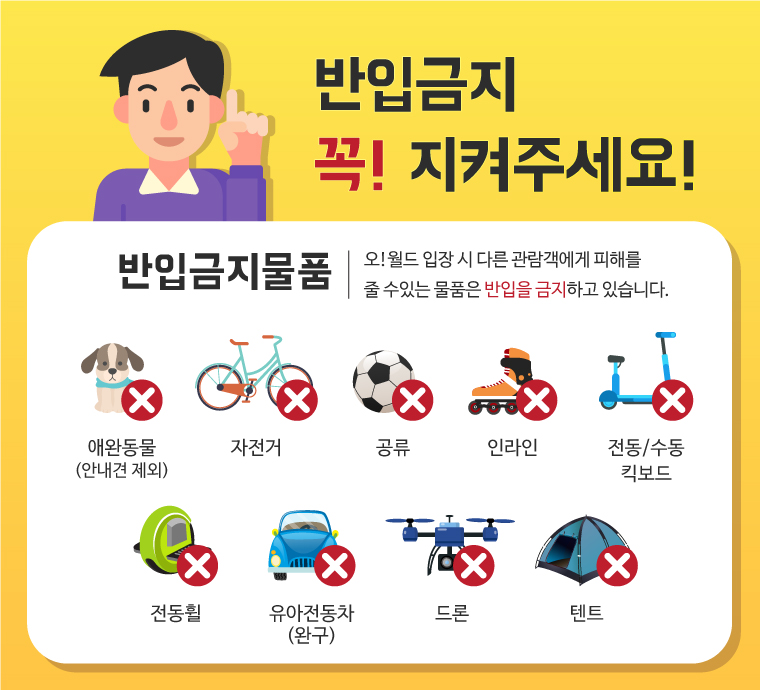 반입금지
꼭! 지켜주세요!
반입금지물품
오!월드 입장 시 다른 관람객에게 피해를
줄 수있는 물품은 반입을 금지하고 있습니다.
애완동물
(안내견 제외)
자전거
공류
인라인
전동/수동
킥보드
전동휠
유아전동차
(완구)
드론
텐트